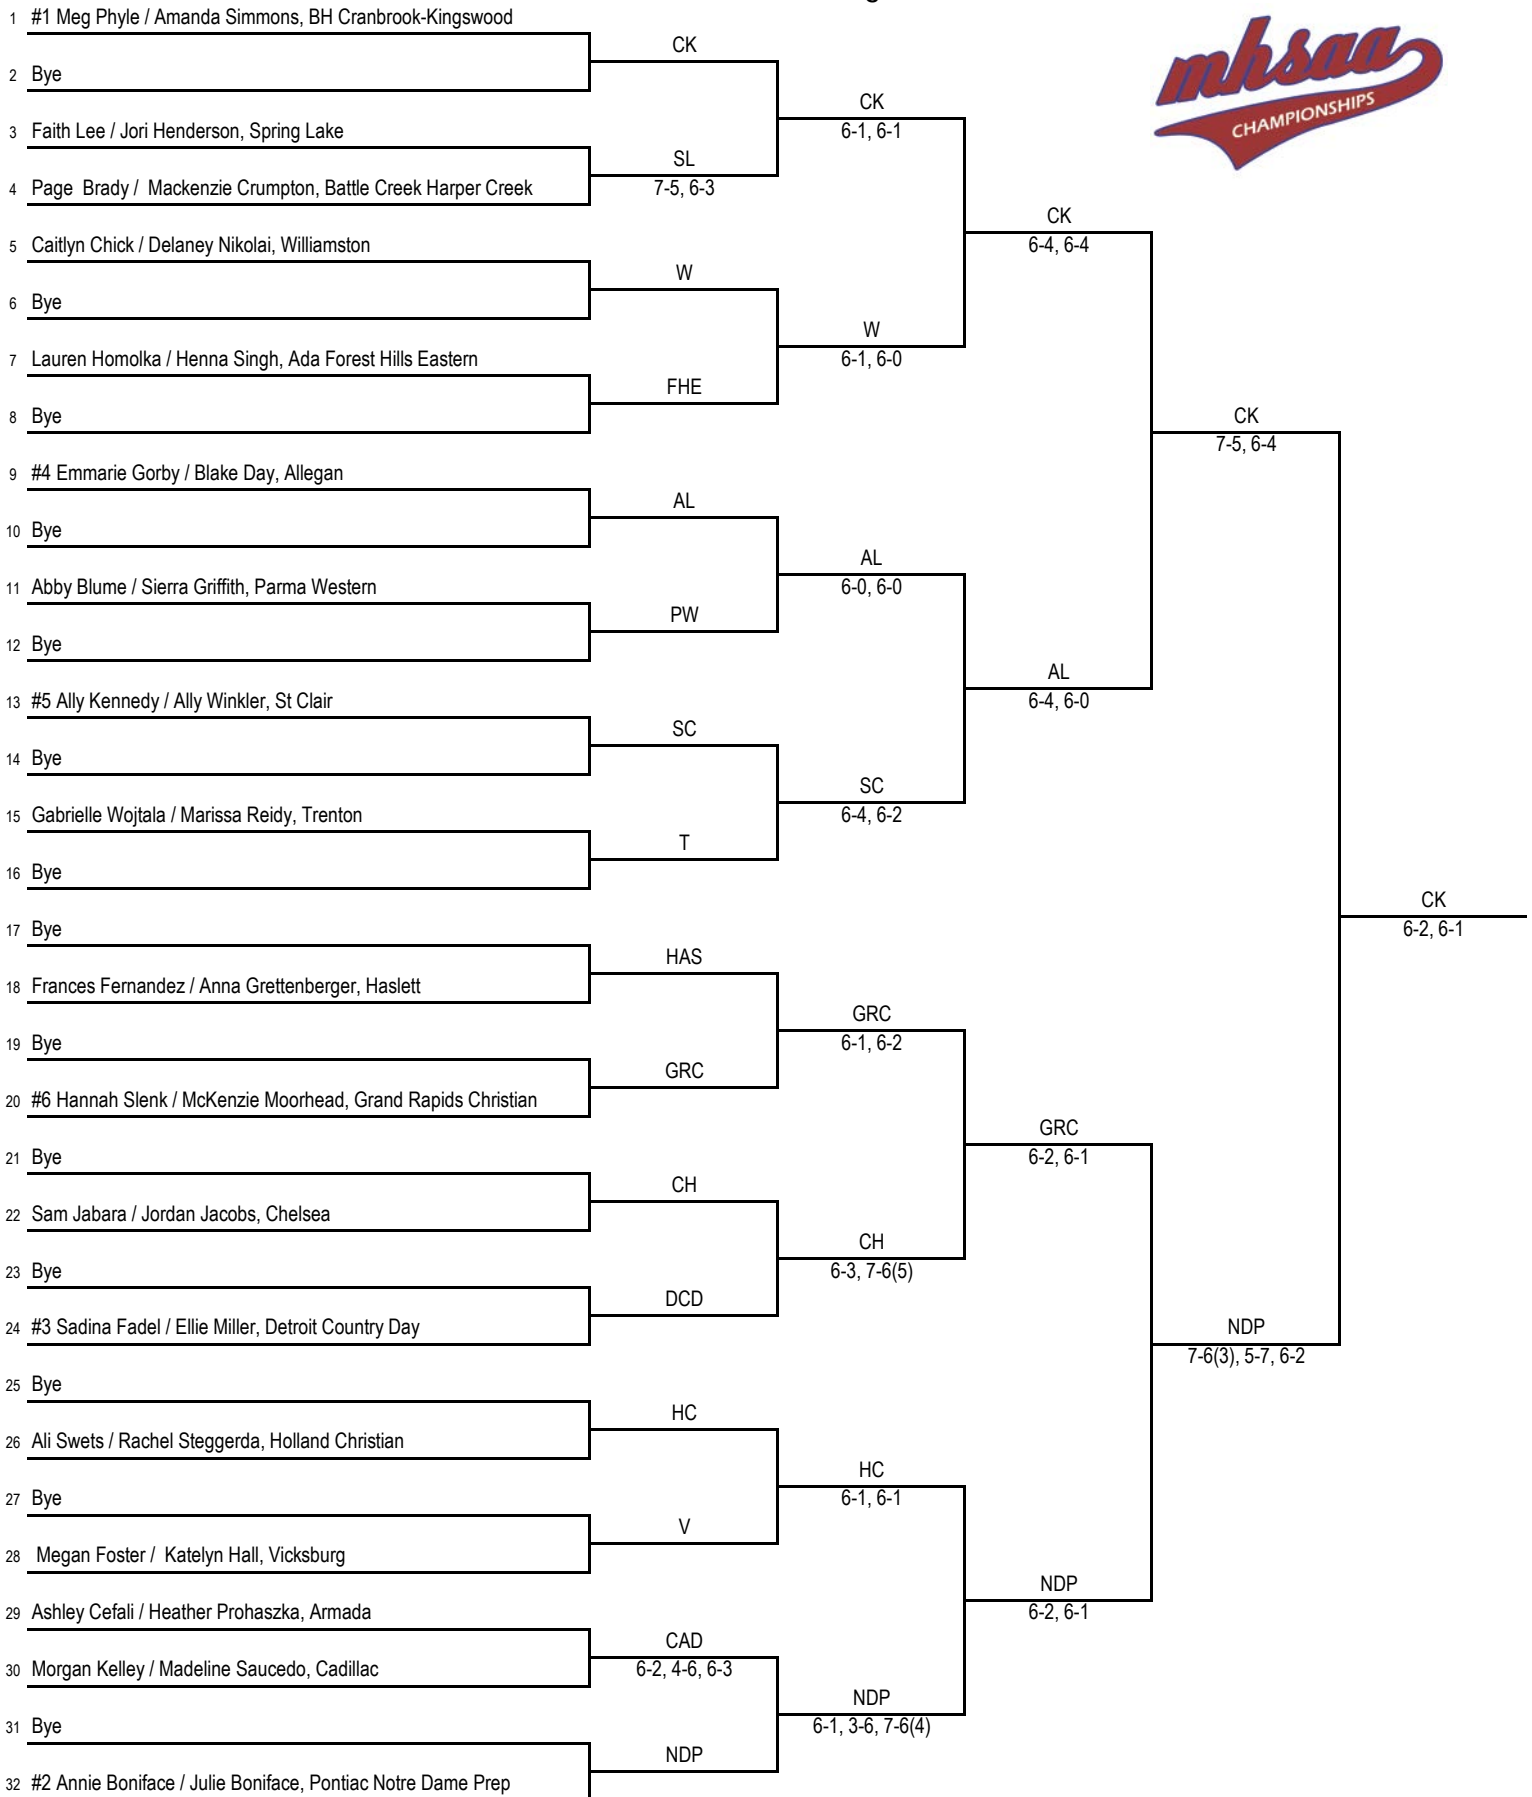 1 #1 Meg Phyle / Amanda Simmons, BH Cranbrook-Kingswood
CK
2 Bye
CK
6-1, 6-1
3 Faith Lee / Jori Henderson, Spring Lake
SL
7-5, 6-3
4 Page Brady / Mackenzie Crumpton, Battle Creek Harper Creek
CK
6-4, 6-4
5 Caitlyn Chick / Delaney Nikolai, Williamston
W
6 Bye
W
6-1, 6-0
7 Lauren Homolka / Henna Singh, Ada Forest Hills Eastern
FHE
8 Bye
CK
7-5, 6-4
9 #4 Emmarie Gorby / Blake Day, Allegan
AL
10 Bye
AL
6-0, 6-0
11 Abby Blume / Sierra Griffith, Parma Western
PW
12 Bye
AL
6-4, 6-0
13 #5 Ally Kennedy / Ally Winkler, St Clair
SC
14 Bye
SC
6-4, 6-2
15 Gabrielle Wojtala / Marissa Reidy, Trenton
T
16 Bye
CK
6-2, 6-1
17 Bye
HAS
18 Frances Fernandez / Anna Grettenberger, Haslett
GRC
6-1, 6-2
19 Bye
GRC
20 #6 Hannah Slenk / McKenzie Moorhead, Grand Rapids Christian
GRC
6-2, 6-1
21 Bye
CH
22 Sam Jabara / Jordan Jacobs, Chelsea
CH
6-3, 7-6(5)
23 Bye
DCD
24 #3 Sadina Fadel / Ellie Miller, Detroit Country Day
NDP
7-6(3), 5-7, 6-2
25 Bye
HC
26 Ali Swets / Rachel Steggerda, Holland Christian
HC
6-1, 6-1
27 Bye
V
28 Megan Foster / Katelyn Hall, Vicksburg
NDP
6-2, 6-1
29 Ashley Cefali / Heather Prohaszka, Armada
CAD
6-2, 4-6, 6-3
30 Morgan Kelley / Madeline Saucedo, Cadillac
NDP
6-1, 3-6, 7-6(4)
31 Bye
NDP
32 #2 Annie Boniface / Julie Boniface, Pontiac Notre Dame Prep
mhsaa
CHAMPIONSHIPS